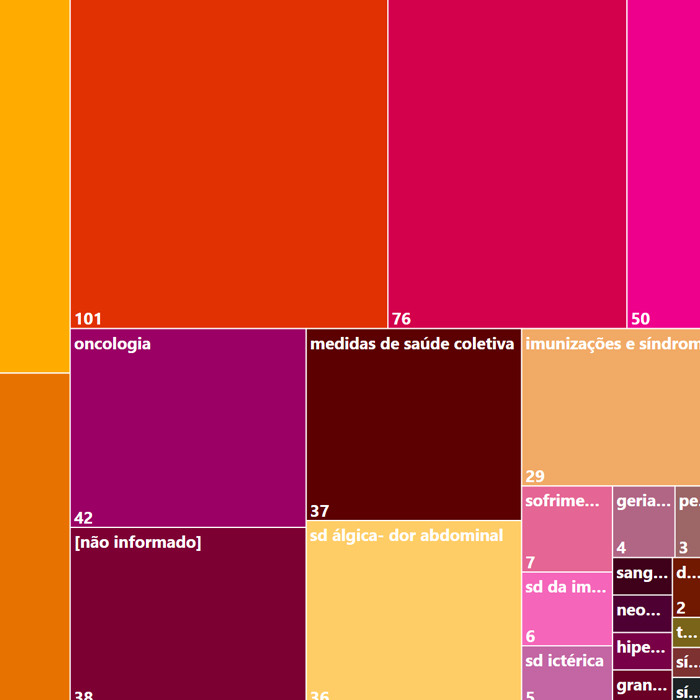 101
76
50
oncologia
42
medidas de saúde coletiva
37
imunizações e síndrom
29
[não informado]
38
sd álgica- dor abdominal
36
sofrime...
7
geria...
4
pe...
3
sd da im...
6
sd ictérica
5
sang...
neo...
hipe...
gran...
d...
2
t...
sí...
sí...